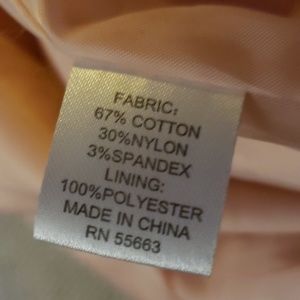 FABRIC:
67% COTTON
30%NYLON
3%SPANDEX
LINING:
100%POLYESTER
MADE IN CHINA
RN 55663